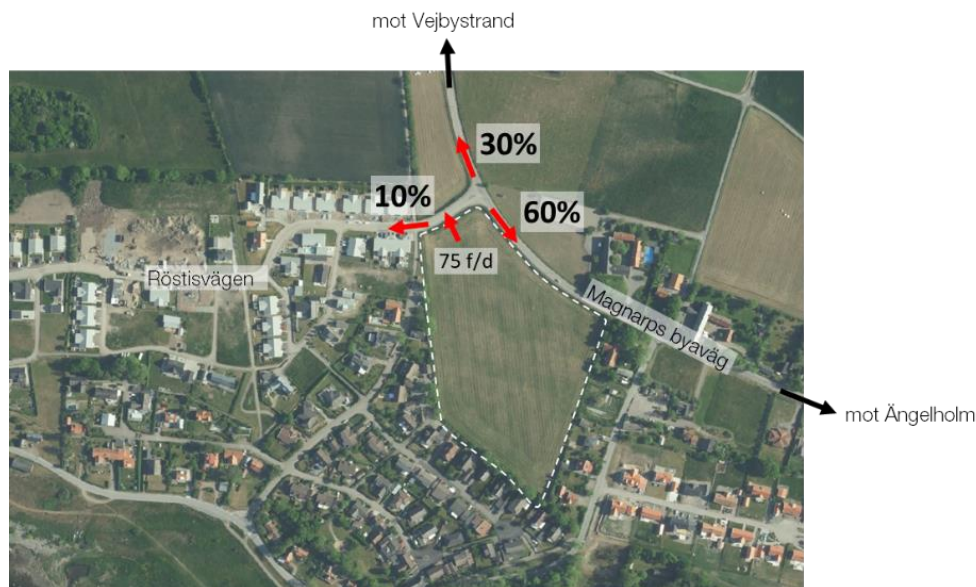 mot Vejbystrand
30%
10%
60%
75 f/d
Röstisvägen
Magnarps byaväg
mot Ängelholm